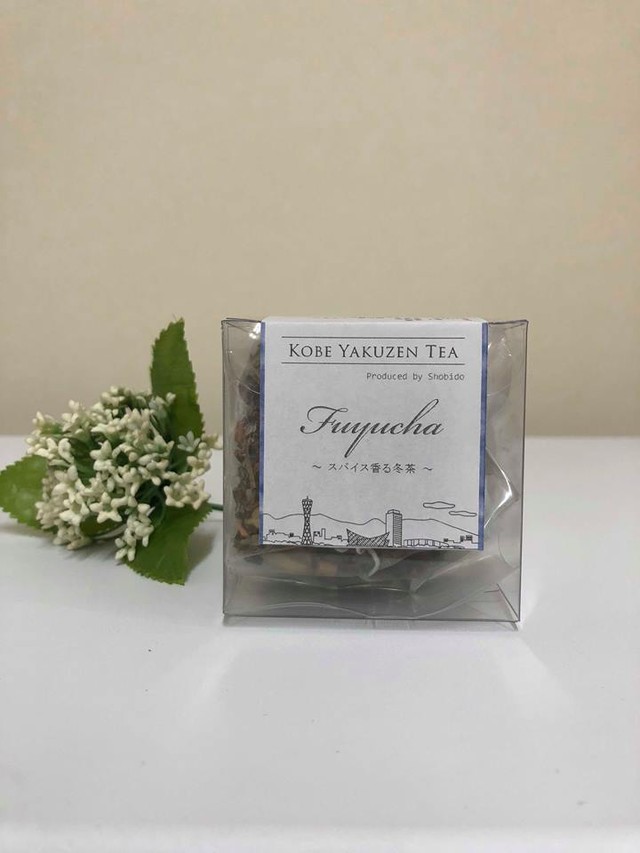 KOBE YAKUZEN TEA
Produced by Shobido
Fuyucha
～ スパイス香る冬茶 ～